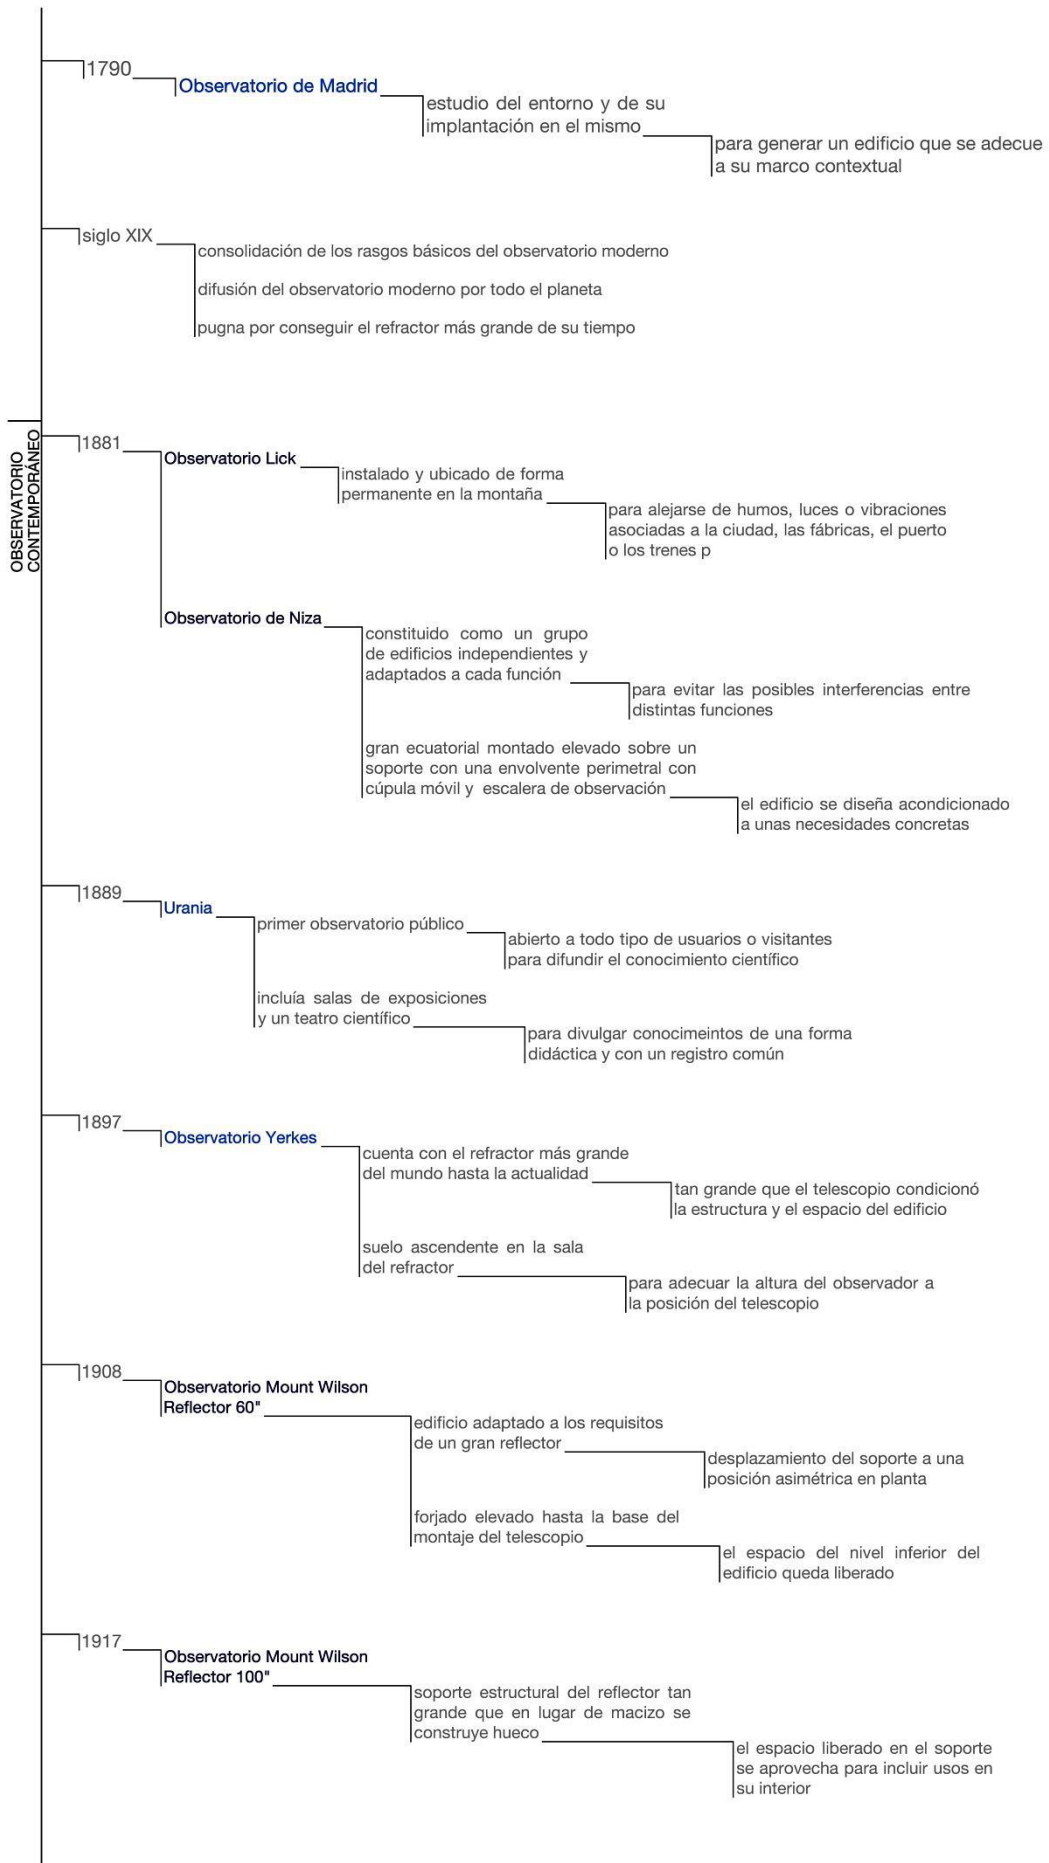 1790
Observatorio de Madrid
estudio del entorno y de su
implantación en el mismo
para generar un edificio que se adecue
a su marco contextual
siglo XIX
consolidación de los rasgos básicos del observatorio moderno
difusión del observatorio moderno por todo el planeta
pugna por conseguir el refractor más grande de su tiempo
OBSERVATORIO
CONTEMPORÁNEO
1881
Observatorio Lick
instalado y ubicado de forma
permanente en la montaña
para alejarse de humos, luces o vibraciones
asociadas a la ciudad, las fábricas, el puerto
o los trenes p
Observatorio de Niza
constituido como un grupo
de edificios independientes y
adaptados a cada función
para evitar las posibles interferencias entre
distintas funciones
gran ecuatorial montado elevado sobre un
soporte con una envolvente perimetral con
cúpula móvil y escalera de observación
el edificio se diseña acondicionado
a unas necesidades concretas
1889
Urania
primer observatorio público
abierto a todo tipo de usuarios o visitantes
para difundir el conocimiento científico
incluía salas de exposiciones
y un teatro científico
para divulgar conocimeintos de una forma
didáctica y con un registro común
1897
Observatorio Yerkes
cuenta con el refractor más grande
del mundo hasta la actualidad
tan grande que el telescopio condicionó
la estructura y el espacio del edificio
suelo ascendente en la sala
del refractor
para adecuar la altura del observador a
la posición del telescopio
1908
Observatorio Mount Wilson
Reflector 60"
edificio adaptado a los requisitos
de un gran reflector
desplazamiento del soporte a una
posición asimétrica en planta
forjado elevado hasta la base del
montaje del telescopio
el espacio del nivel inferior del
edificio queda liberado
1917
Observatorio Mount Wilson
Reflector 100"
soporte estructural del reflector tan
grande que en lugar de macizo se
construye hueco
el espacio liberado en el soporte
se aprovecha para incluir usos en
su interior